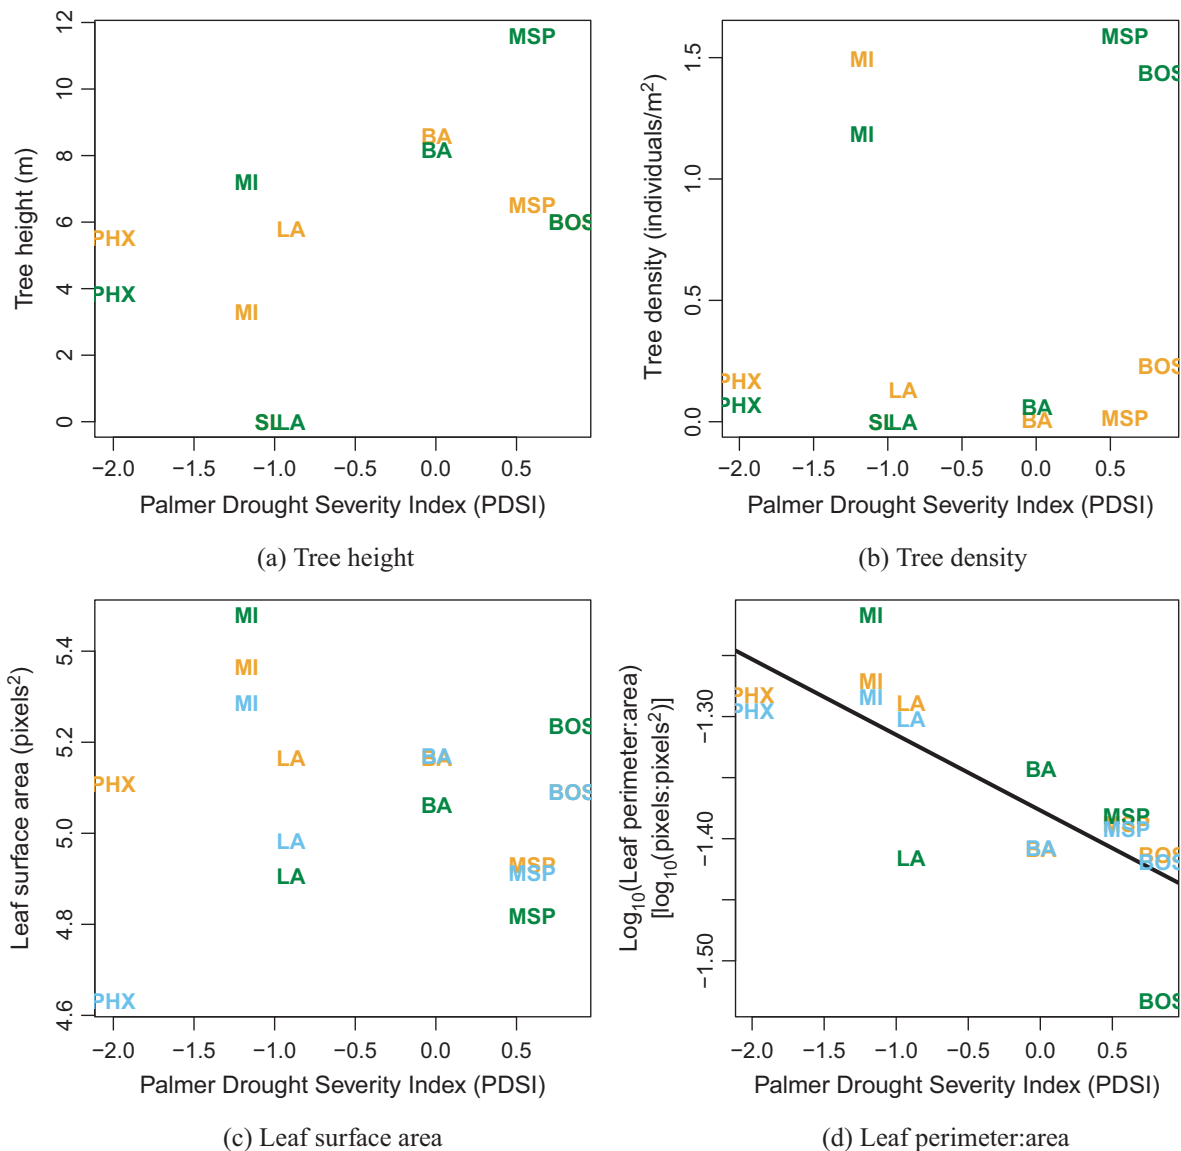 12
10
8
6
4
2
0
Tree height (m)
MSP
BA
BA
MI
MSP
BOS
LA
PHX
PHX
MI
SL
LA
−2.0 −1.5 −1.0 −0.5 0.0 0.5
Palmer Drought Severity Index (PDSI)
(a) Tree height
1.5
1.0
0.5
0.0
Tree density (individuals/m²)
MSP
BOS
MI
MI
BOS
PHX
PHX
LA
SL
LA
BA
BA
MSP
−2.0 −1.5 −1.0 −0.5 0.0 0.5
Palmer Drought Severity Index (PDSI)
(b) Tree density
5.4
5.2
5.0
4.8
4.6
Leaf surface area (pixels²)
MI
MI
MI
BOS
LA
BA
BA
PHX
BOS
BA
LA
LA
MSP
MSP
MSP
PHX
−2.0 −1.5 −1.0 −0.5 0.0 0.5
Palmer Drought Severity Index (PDSI)
(c) Leaf surface area
−1.30
−1.40
−1.50
Log₁₀(Leaf perimeter:area)
[log₁₀(pixels:pixels²)]
MI
MI
MI
PHX
PHX
LA
LA
BA
MSP
MSP
MSP
BA
BA
LA
BOS
BOS
BOS
−2.0 −1.5 −1.0 −0.5 0.0 0.5
Palmer Drought Severity Index (PDSI)
(d) Leaf perimeter:area